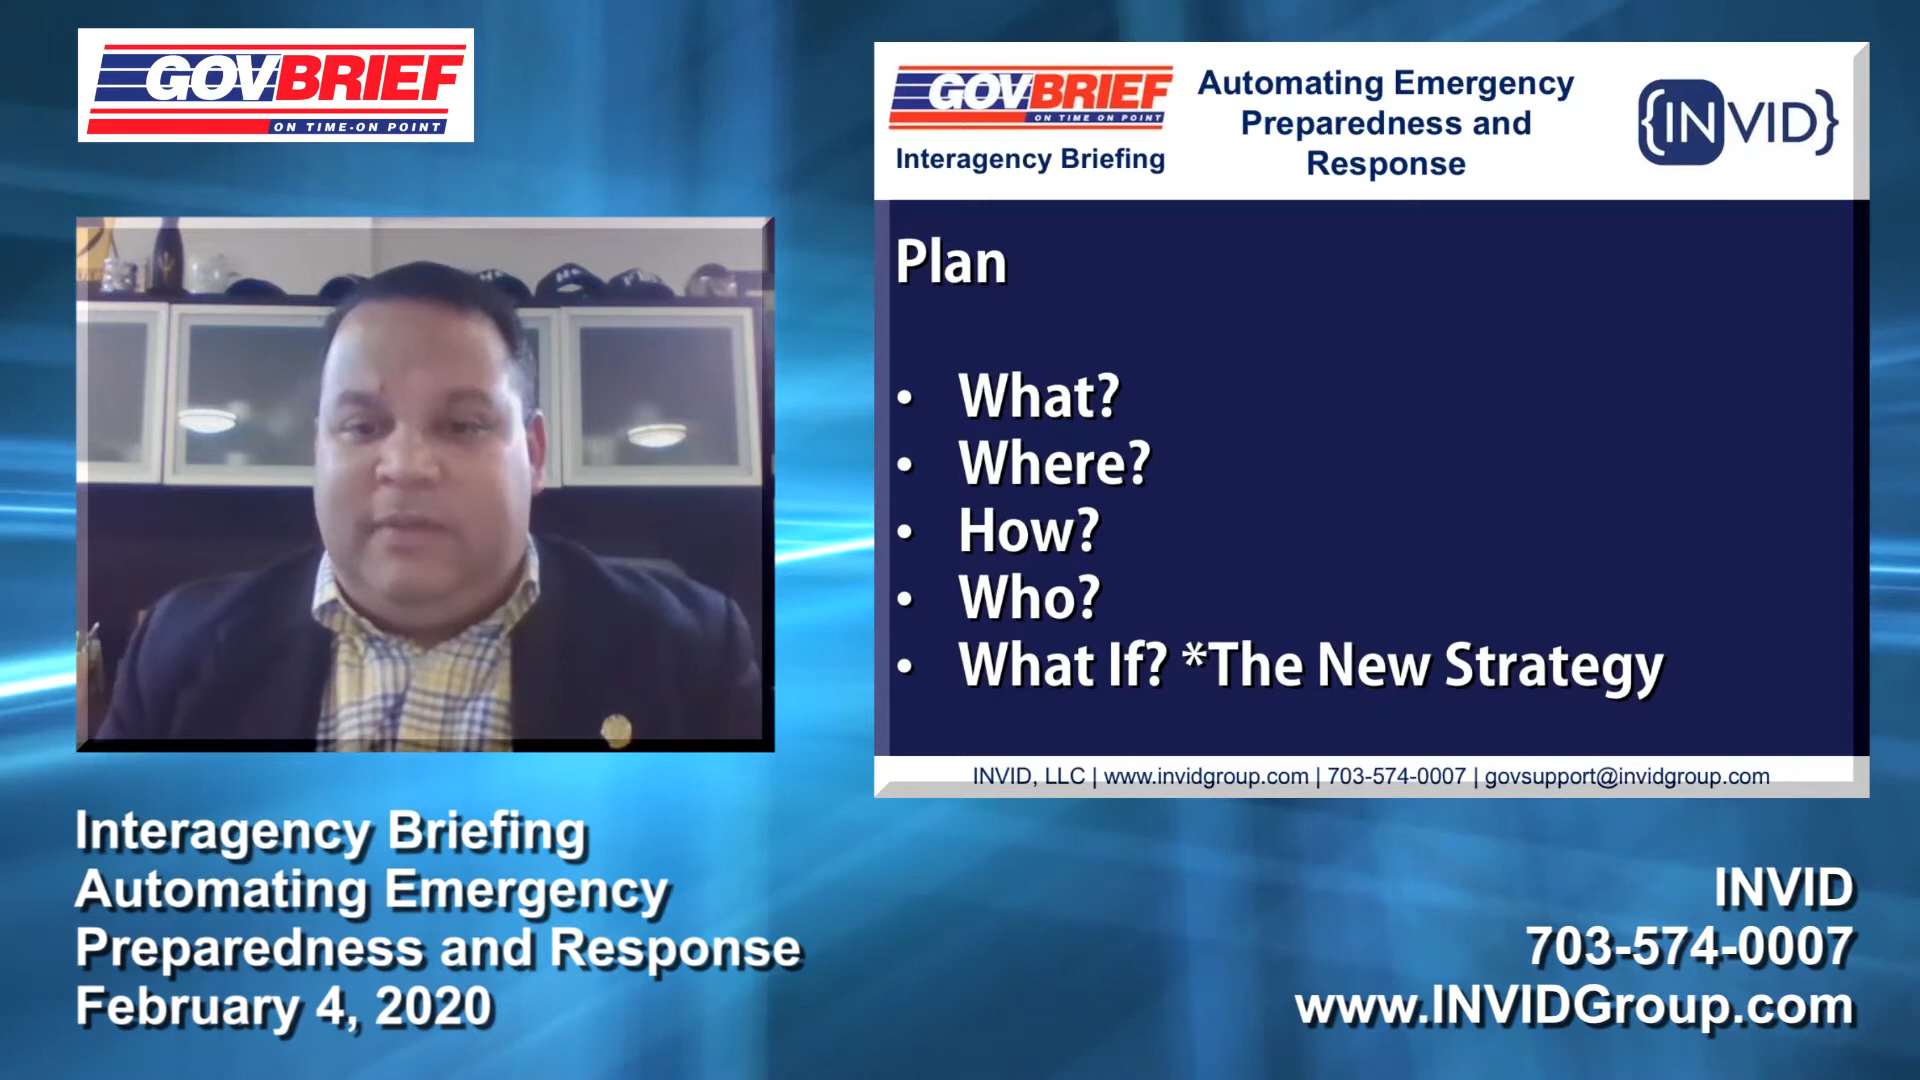 GOVBRIEF
ON TIME-ON POINT
Interagency Briefing
Automating Emergency
Preparedness and Response
February 4, 2020
GOVBRIEF
ON TIME ON POINT
Interagency Briefing
Automating Emergency
Preparedness and
Response
{INVID}
Plan
• What?
• Where?
• How?
• Who?
• What If? *The New Strategy
INVID, LLC | www.invidgroup.com | 703-574-0007 | govsupport@invidgroup.com
INVID
703-574-0007
www.INVIDGroup.com